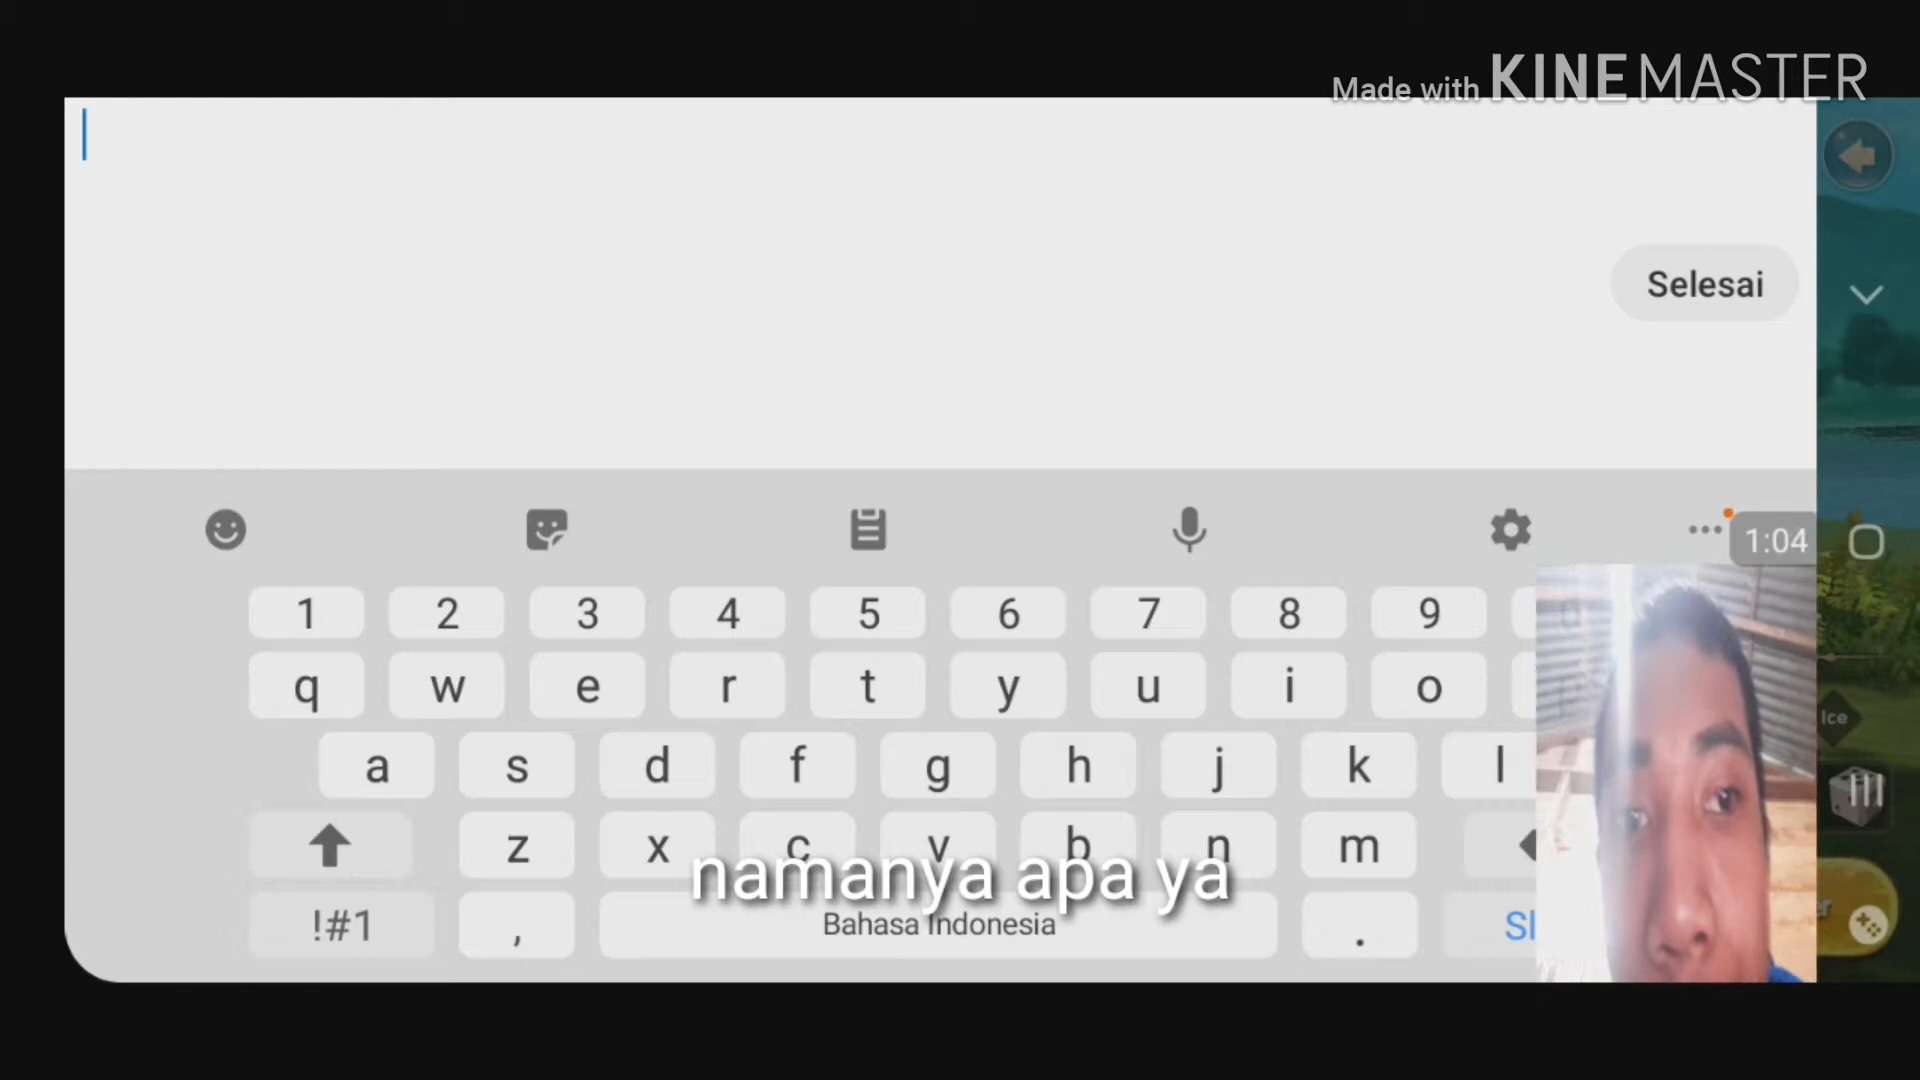 Made with KINEMASTER
Selesai
1:04
1 2 3 4 5 6 7 8 9
q w e r t y u i o
a s d f g h j k l
Ice
z x c v b n m
namanya apa ya
!#1 , Bahasa Indonesia .